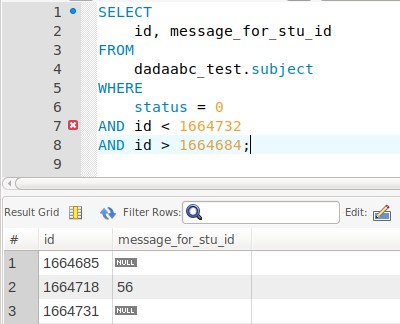 1 SELECT
2 id, message_for_stu_id
3 FROM
4 dadaabc_test.subject
5 WHERE
6 status = 0
7 AND id < 1664732
8 AND id > 1664684;
9
Result Grid Filter Rows: Edit:
# id message_for_stu_id
1 1664685 NULL
2 1664718 56
3 1664731 NULL